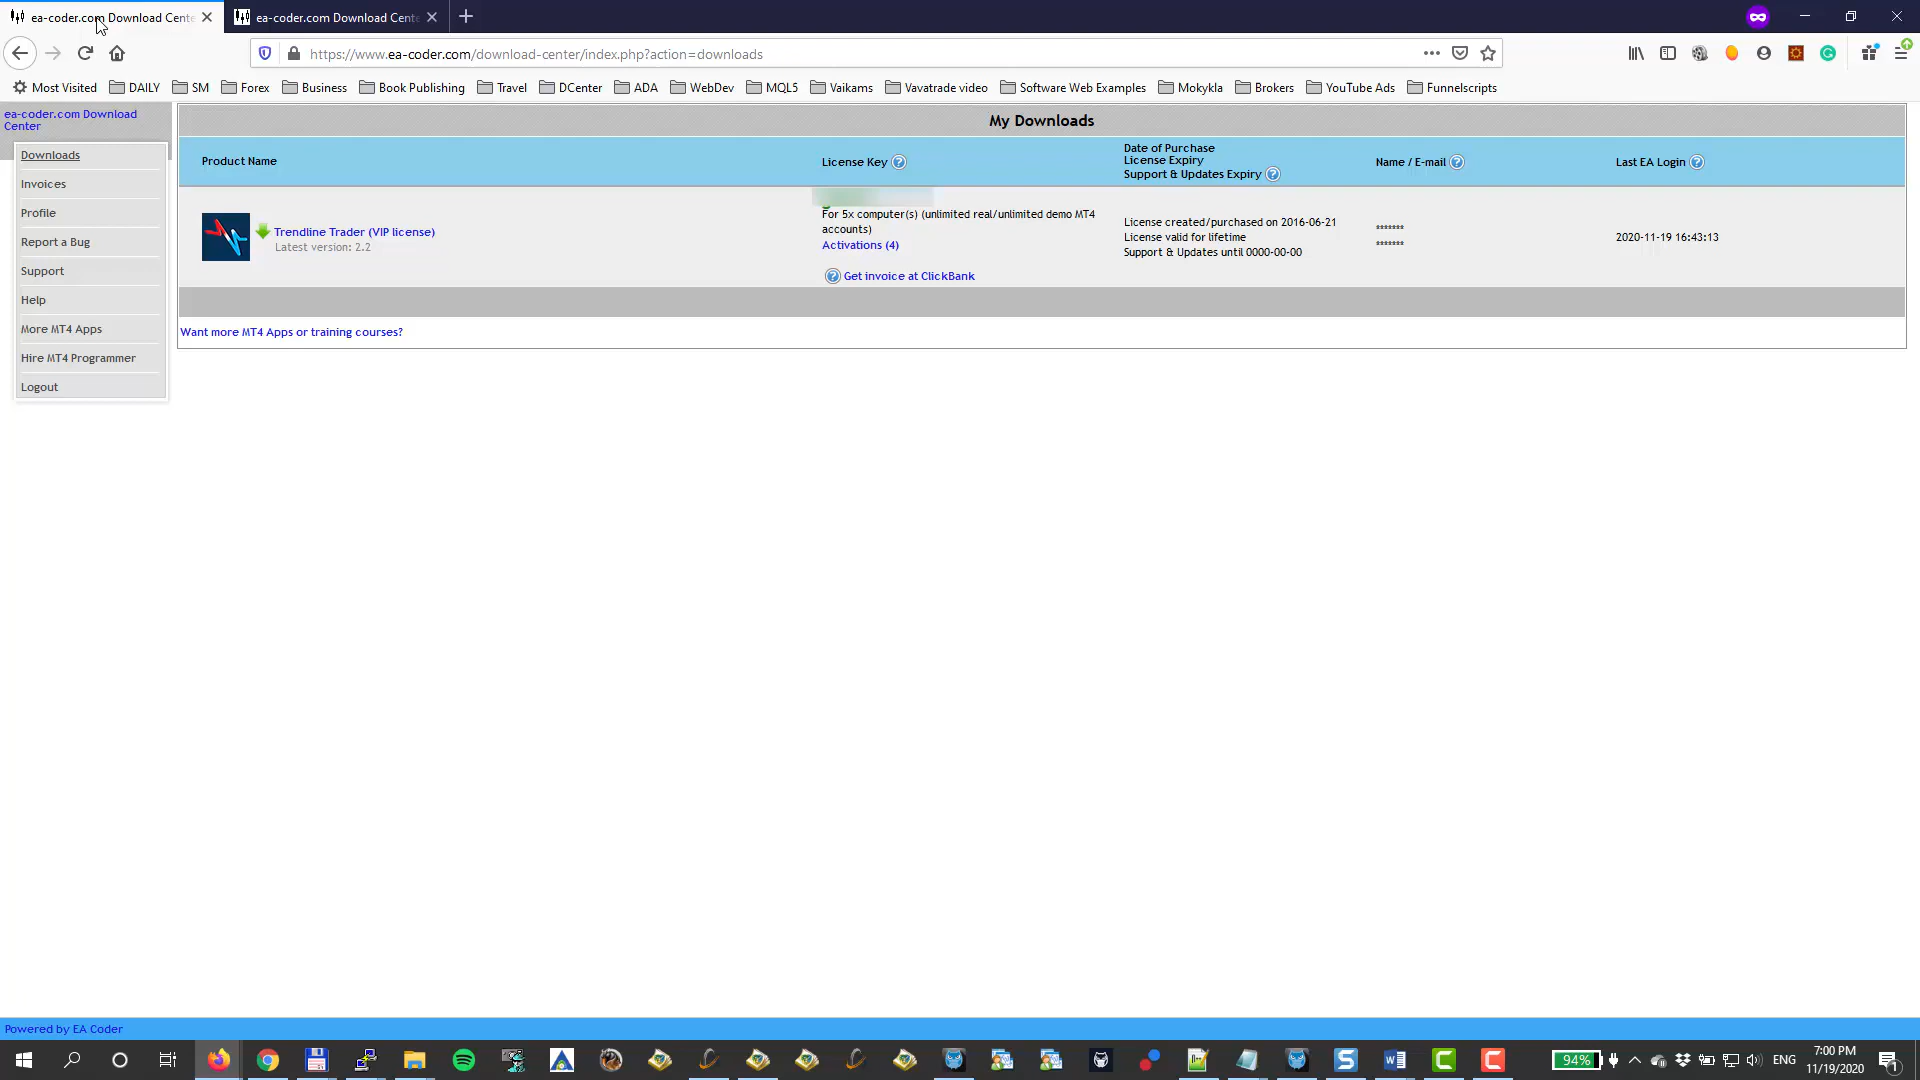 ea-coder.com Download Cente
ea-coder.com Download Cente
https://www.ea-coder.com/download-center/index.php?action=downloads
Most Visited
DAILY
SM
Forex
Business
Book Publishing
Travel
DCenter
ADA
WebDev
MQL5
Vaikams
Vavatrade video
Software Web Examples
Mokykla
Brokers
YouTube Ads
Funnelscripts
ea-coder.com Download
Center
Downloads
Invoices
Profile
Report a Bug
Support
Help
More MT4 Apps
Hire MT4 Programmer
Logout
My Downloads
Product Name
License Key
Date of Purchase
License Expiry
Support & Updates Expiry
Name / E-mail
Last EA Login
Trendline Trader (VIP license)
Latest version: 2.2
For 5x computer(s) (unlimited real/unlimited demo MT4
accounts)
Activations (4)
Get invoice at ClickBank
License created/purchased on 2016-06-21
License valid for lifetime
Support & Updates until 0000-00-00
*******
*******
2020-11-19 16:43:13
Want more MT4 Apps or training courses?
Powered by EA Coder
94%
ENG
7:00 PM
11/19/2020